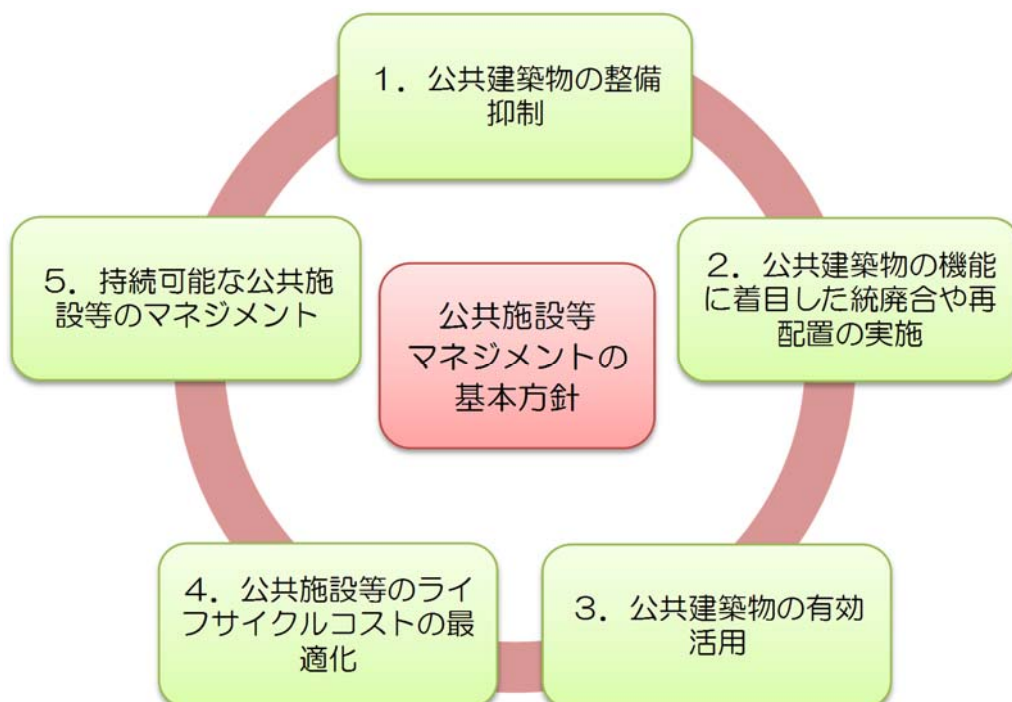 1．公共建築物の整備
抑制
2．公共建築物の機能
に着目した統廃合や再
配置の実施
3．公共建築物の有効
活用
4．公共施設等のライ
フサイクルコストの最
適化
5．持続可能な公共施
設等のマネジメント
公共施設等
マネジメントの
基本方針